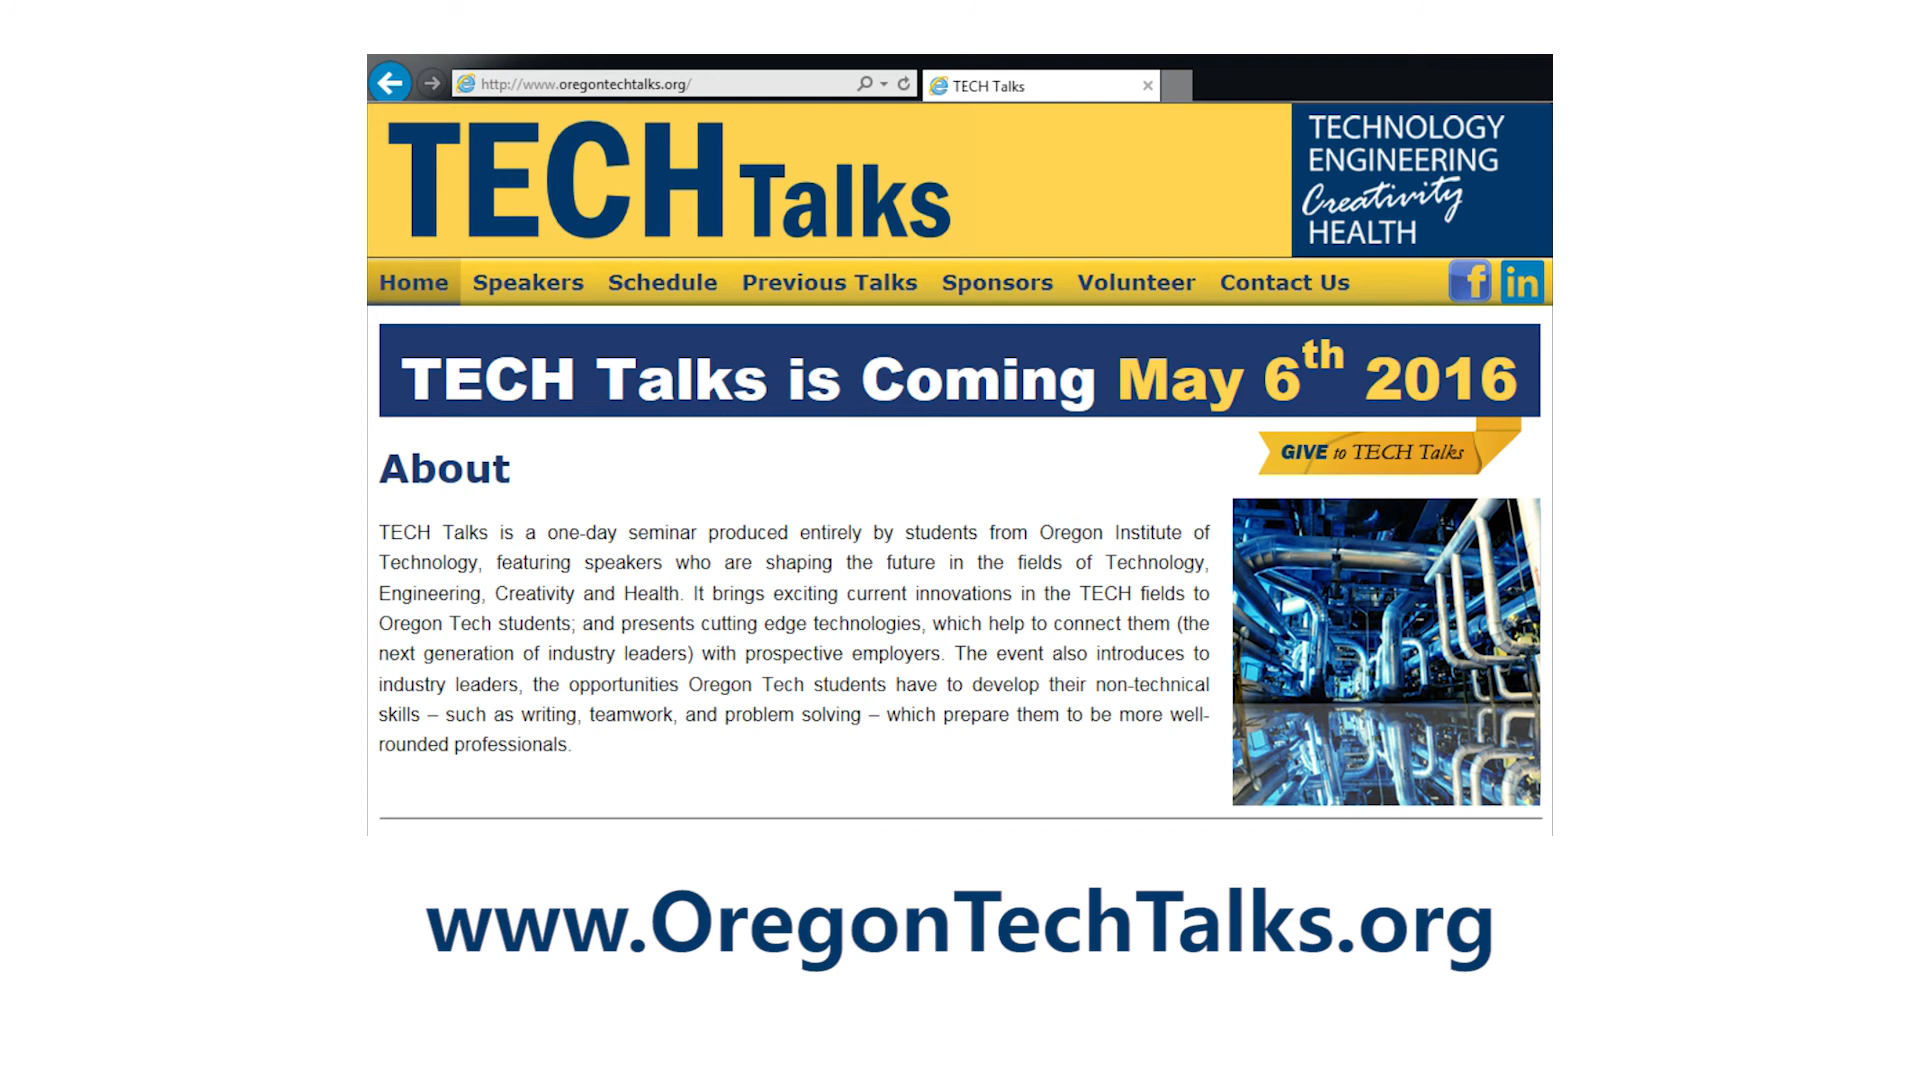 http://www.oregontechtalks.org/
TECH Talks
TECH Talks
TECHNOLOGY
ENGINEERING
Creativity
HEALTH
Home Speakers Schedule Previous Talks Sponsors Volunteer Contact Us f in
TECH Talks is Coming May 6th 2016
GIVE to TECH Talks
About
TECH Talks is a one-day seminar produced entirely by students from Oregon Institute of
Technology, featuring speakers who are shaping the future in the fields of Technology,
Engineering, Creativity and Health. It brings exciting current innovations in the TECH fields to
Oregon Tech students; and presents cutting edge technologies, which help to connect them (the
next generation of industry leaders) with prospective employers. The event also introduces to
industry leaders, the opportunities Oregon Tech students have to develop their non-technical
skills – such as writing, teamwork, and problem solving – which prepare them to be more well-
rounded professionals.
www.OregonTechTalks.org